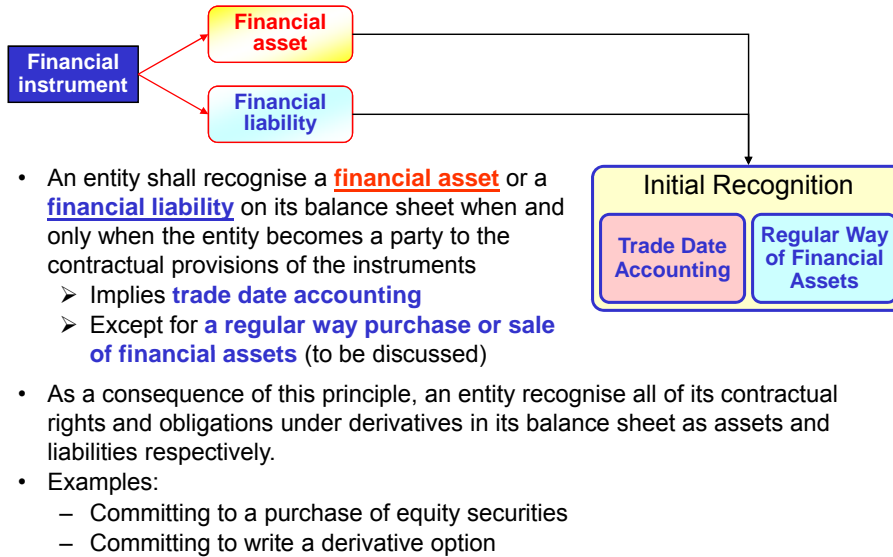 Financial
asset
Financial
instrument
Financial
liability
• An entity shall recognise a financial asset or a
financial liability on its balance sheet when and
only when the entity becomes a party to the
contractual provisions of the instruments
➢ Implies trade date accounting
➢ Except for a regular way purchase or sale
of financial assets (to be discussed)
Initial Recognition
Trade Date
Accounting
Regular Way
of Financial
Assets
• As a consequence of this principle, an entity recognise all of its contractual
rights and obligations under derivatives in its balance sheet as assets and
liabilities respectively.
• Examples:
– Committing to a purchase of equity securities
– Committing to write a derivative option